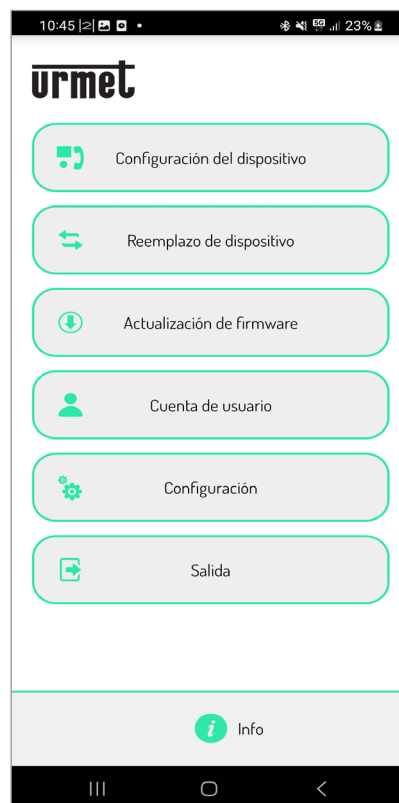 10:45
5G
23%
urmet
Configuración del dispositivo
Reemplazo de dispositivo
Actualización de firmware
Cuenta de usuario
Configuración
Salida
i Info